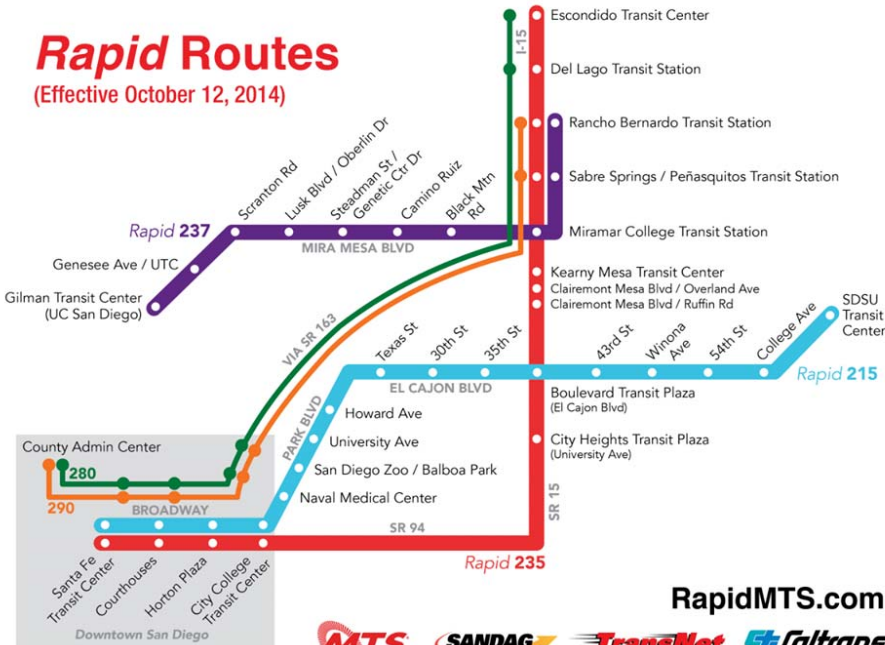 Rapid Routes
(Effective October 12, 2014)
Escondido Transit Center
I-15
Del Lago Transit Station
Rancho Bernardo Transit Station
Sabre Springs / Peñasquitos Transit Station
Miramar College Transit Station
Rapid 237
Scranton Rd
Lusk Blvd / Oberlin Dr
Steadman St /
Genetic Ctr Dr
Camino Ruiz
Black Mtn
Rd
MIRA MESA BLVD
Genesee Ave / UTC
Gilman Transit Center
(UC San Diego)
Kearny Mesa Transit Center
Clairemont Mesa Blvd / Overland Ave
Clairemont Mesa Blvd / Ruffin Rd
VIA SR 163
Texas St
30th St
35th St
43rd St
Winona
Ave
54th St
College Ave
SDSU
Transit
Center
EL CAJON BLVD
Rapid 215
Boulevard Transit Plaza
(El Cajon Blvd)
PARK BLVD
Howard Ave
University Ave
San Diego Zoo / Balboa Park
Naval Medical Center
City Heights Transit Plaza
(University Ave)
SR 15
County Admin Center
280
290
BROADWAY
SR 94
Rapid 235
Santa Fe
Transit Center
Courthouses
Horton Plaza
City College
Transit Center
Downtown San Diego
RapidMTS.com
MTS
SANDAG
TransNet
Caltrans